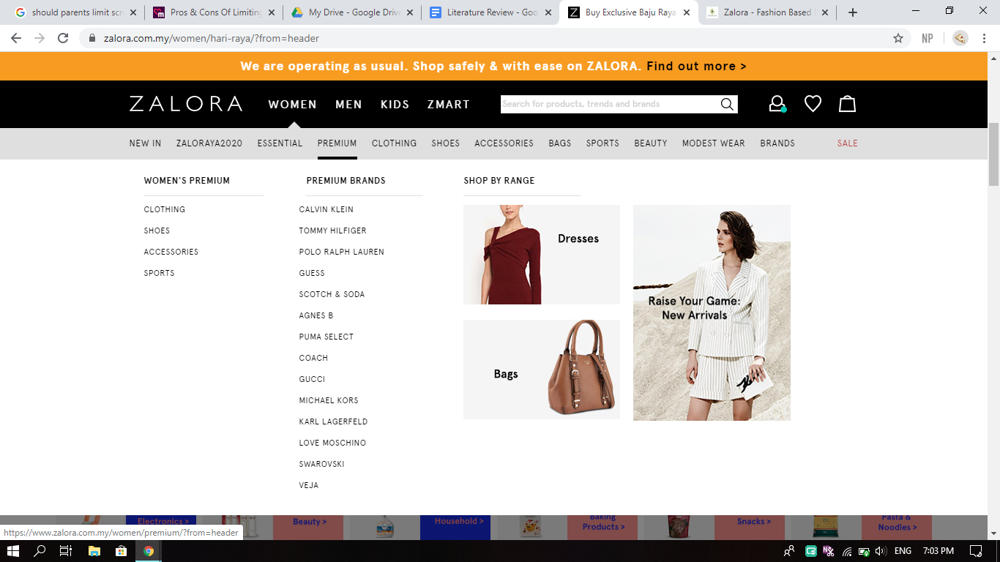 should parents limit scr
Pros & Cons Of Limiting
My Drive - Google Drive
Literature Review - Goo
Buy Exclusive Baju Raya
Zalora - Fashion Based
zalora.com.my/women/hari-raya/?from=header
NP
We are operating as usual. Shop safely & with ease on ZALORA. Find out more >
ZALORA
WOMEN MEN KIDS ZMART
Search for products, trends and brands
NEW IN ZALORAYA2020 ESSENTIAL PREMIUM CLOTHING SHOES ACCESSORIES BAGS SPORTS BEAUTY MODEST WEAR BRANDS SALE
WOMEN'S PREMIUM
CLOTHING
SHOES
ACCESSORIES
SPORTS
PREMIUM BRANDS
CALVIN KLEIN
TOMMY HILFIGER
POLO RALPH LAUREN
GUESS
SCOTCH & SODA
AGNES B
PUMA SELECT
COACH
GUCCI
MICHAEL KORS
KARL LAGERFELD
LOVE MOSCHINO
SWAROVSKI
VEJA
SHOP BY RANGE
Dresses
Bags
Raise Your Game:
New Arrivals
Electronics >
Beauty >
Household >
Baking
Products >
Snacks >
Pasta &
Noodles >
https://www.zalora.com.my/women/premium/?from=header
ENG
7:03 PM